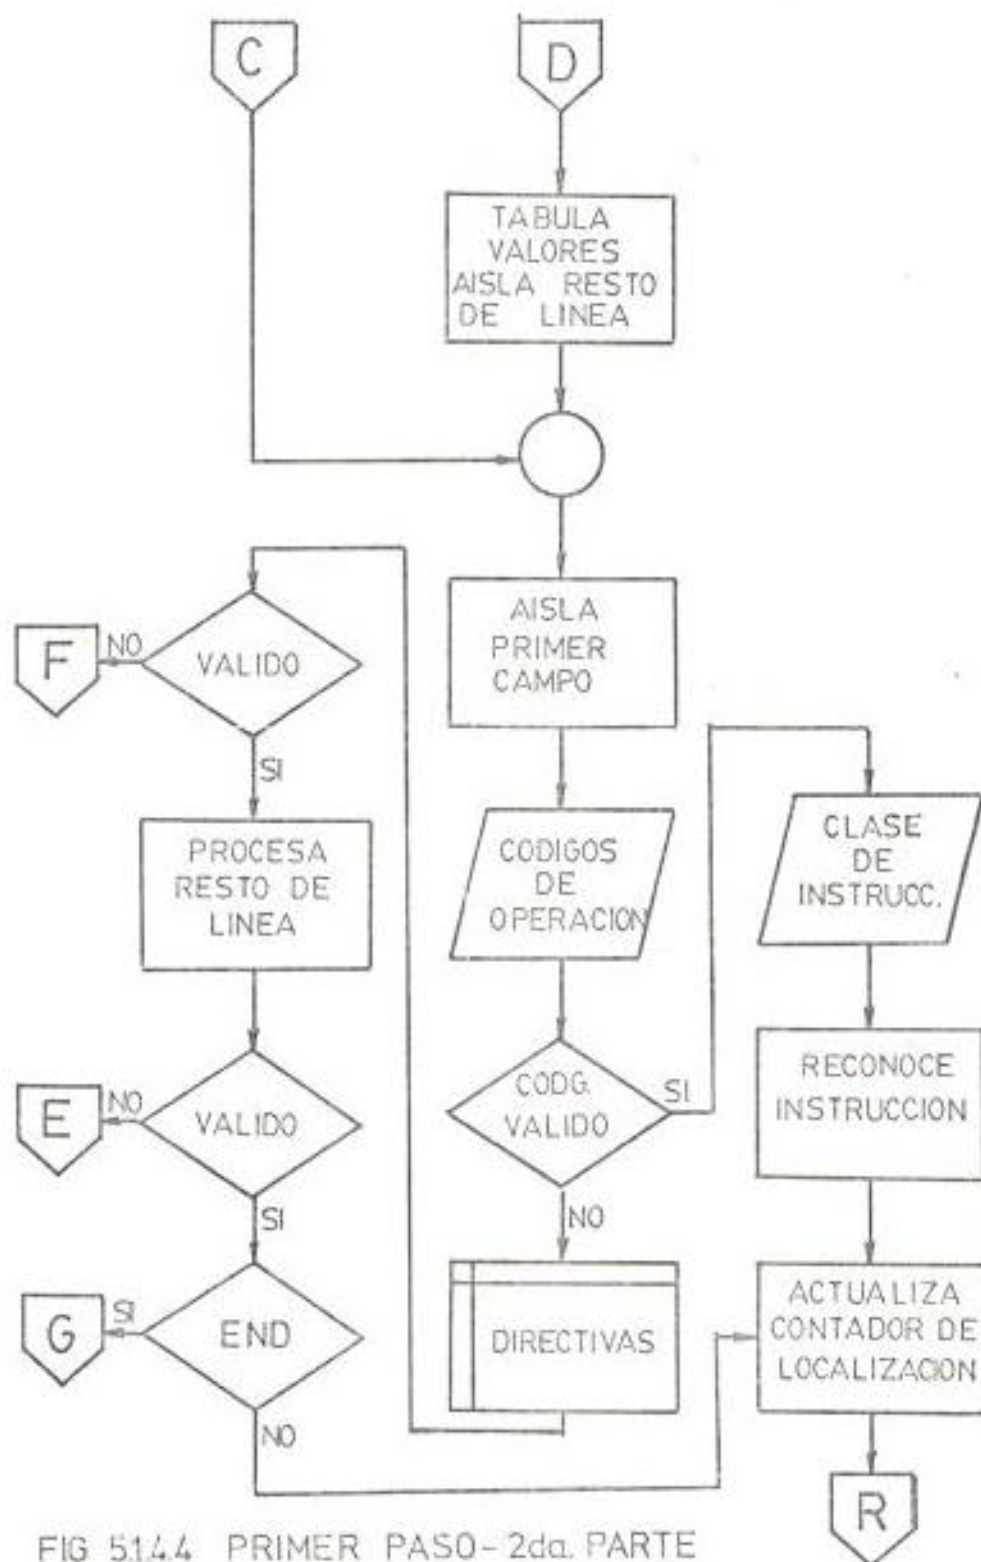 C
D
TABULA
VALORES
AISLA RESTO
DE LINEA
AISLA
PRIMER
CAMPO
F
NO
VALIDO
SI
PROCESA
RESTO DE
LINEA
CODIGOS
DE
OPERACION
CLASE
DE
INSTRUCC.
E
NO
VALIDO
SI
CODG.
VALIDO
SI
NO
RECONOCE
INSTRUCCION
G
SI
END
NO
DIRECTIVAS
ACTUALIZA
CONTADOR DE
LOCALIZACION
R
FIG 5.1.4.4 PRIMER PASO-2da. PARTE